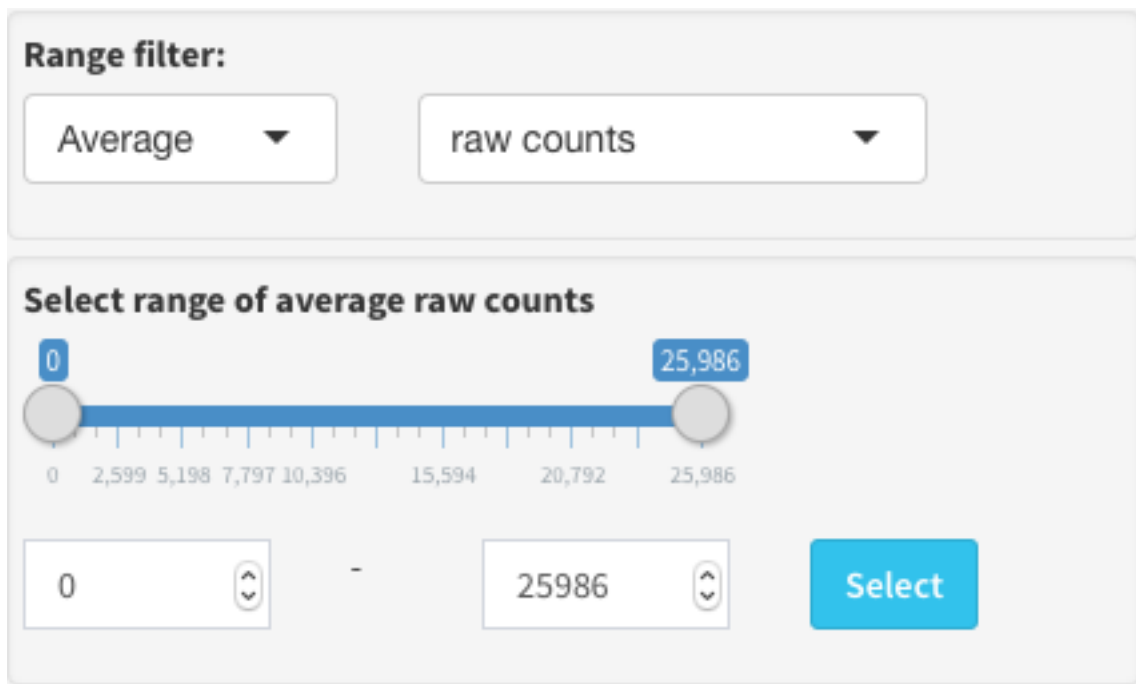 Range filter:
Average raw counts
Select range of average raw counts
0 25,986
0 2,599 5,198 7,797 10,396 15,594 20,792 25,986
0 - 25986 Select